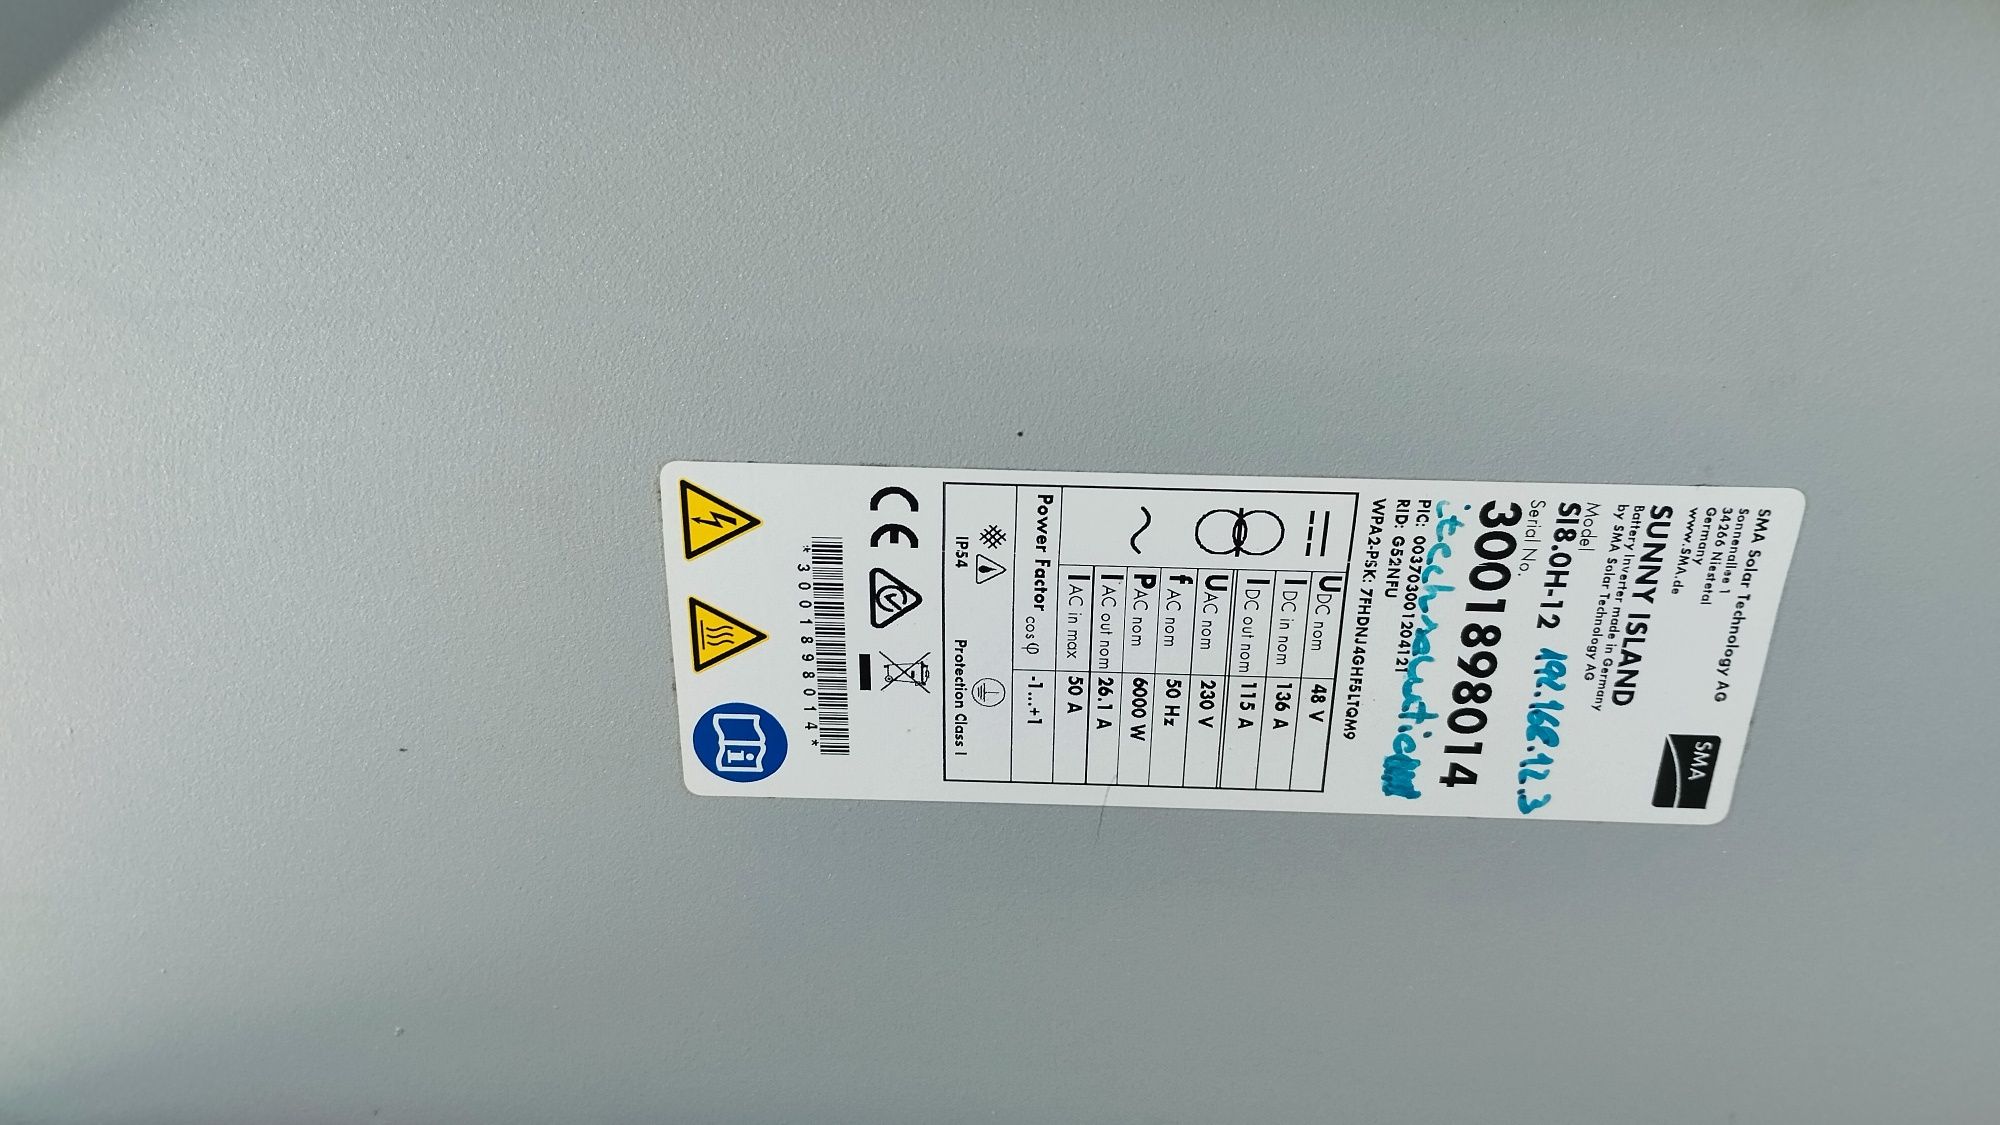 SMA Solar Technology AG
Sonnenallee 1
34266 Niestetal
Germany
www.SMA.de
SMA
SUNNY ISLAND
Battery Inverter made in Germany
by SMA Solar Technology AG
Model
SI8.0H-12 192.168.12.3
Serial No.
3001898014
PIC: 003703001204121
RID: G52NFU
WPA2-PSK: 7FHDNJ4GHF5LTQM9
UDC nom 48 V
IDC in nom 136 A
IDC out nom 115 A
UAC nom 230 V
fAC nom 50 Hz
PAC nom 6000 W
IAC out nom 26.1 A
IAC in max 50 A
Power Factor cos φ -1...+1
IP54 Protection Class I
CE
*3001898014*